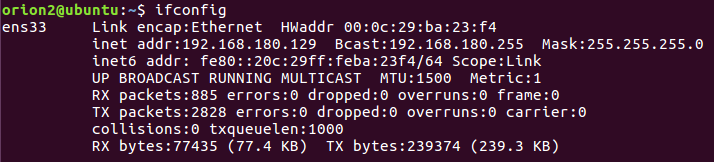 orion2@ubuntu:~$ ifconfig
ens33     Link encap:Ethernet  HWaddr 00:0c:29:ba:23:f4
          inet addr:192.168.180.129  Bcast:192.168.180.255  Mask:255.255.255.0
          inet6 addr: fe80::20c:29ff:feba:23f4/64 Scope:Link
          UP BROADCAST RUNNING MULTICAST  MTU:1500  Metric:1
          RX packets:885 errors:0 dropped:0 overruns:0 frame:0
          TX packets:2828 errors:0 dropped:0 overruns:0 carrier:0
          collisions:0 txqueuelen:1000
          RX bytes:77435 (77.4 KB)  TX bytes:239374 (239.3 KB)